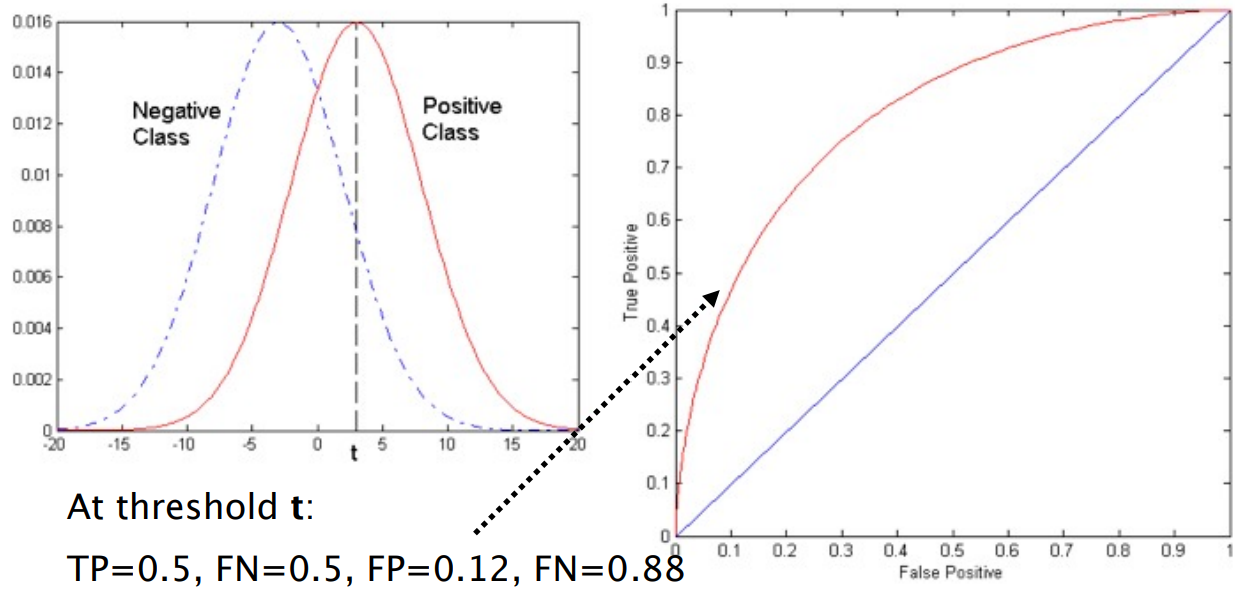 0.016
0.014
0.012
0.01
0.008
0.006
0.004
0.002
0
-20 -15 -10 -5 0 5 10 15 20
t
Negative
Class
Positive
Class
1
0.9
0.8
0.7
0.6
0.5
0.4
0.3
0.2
0.1
0
0 0.1 0.2 0.3 0.4 0.5 0.6 0.7 0.8 0.9 1
True Positive
False Positive
At threshold t:
TP=0.5, FN=0.5, FP=0.12, FN=0.88